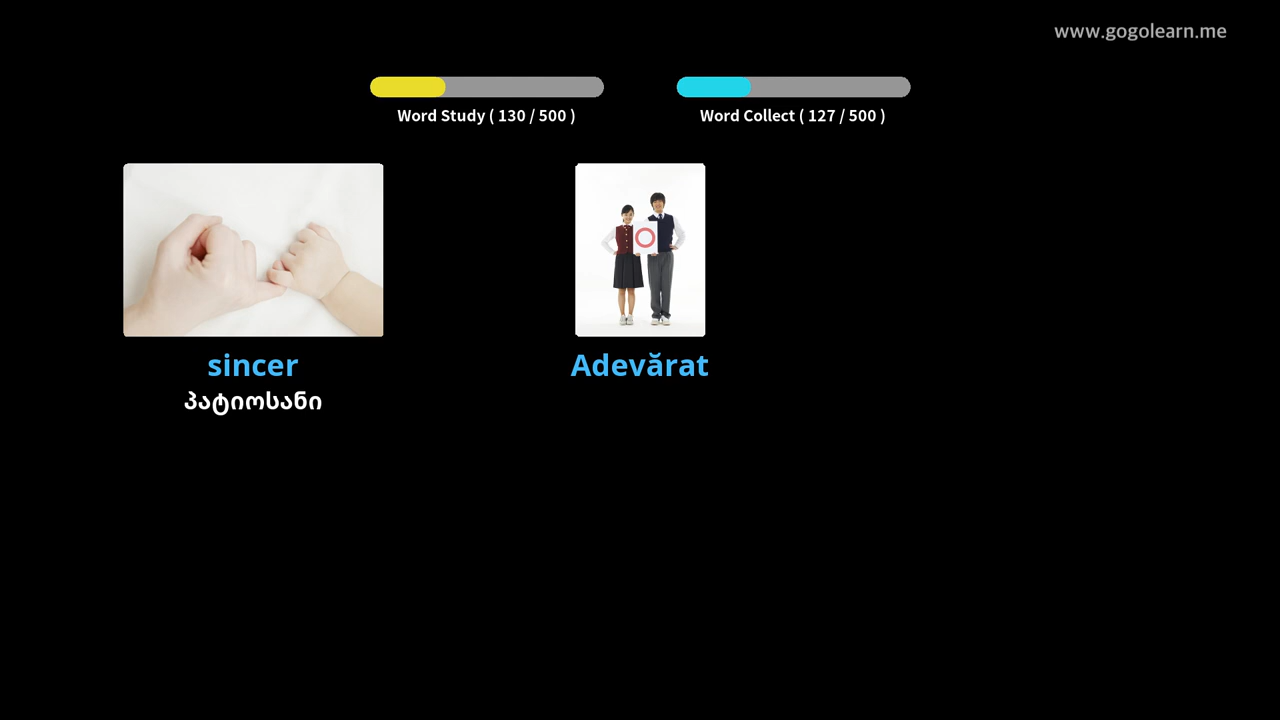 www.gogolearn.me
Word Study ( 130 / 500 )
Word Collect ( 127 / 500 )
sincer
პატიოსანი
Adevărat